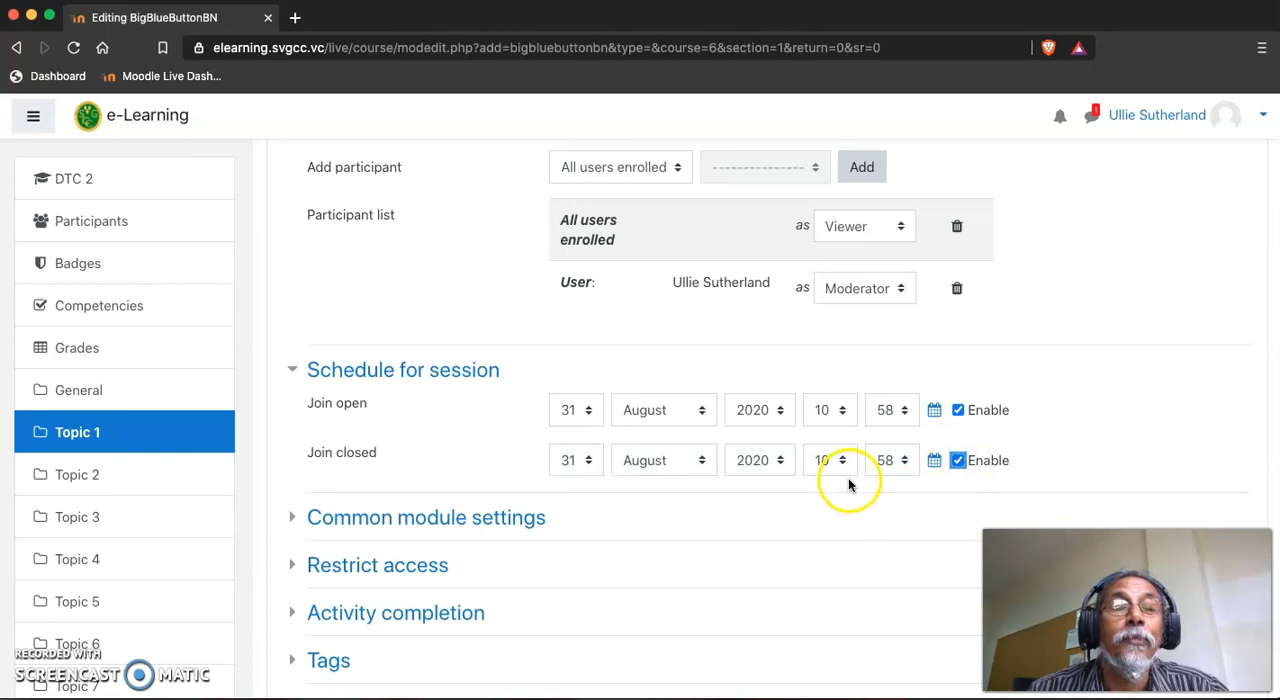 Editing BigBlueButtonBN
elearning.svgcc.vc/live/course/modedit.php?add=bigbluebuttonbn&type=&course=6&section=1&return=0&sr=0
Dashboard
Moodle Live Dash...
e-Learning
1
Ullie Sutherland
DTC 2
Participants
Badges
Competencies
Grades
General
Topic 1
Topic 2
Topic 3
Topic 4
Topic 5
Topic 6
Topic 7
Add participant
All users enrolled
---------------
Add
Participant list
All users
enrolled
as
Viewer
User:
Ullie Sutherland
as
Moderator
Schedule for session
Join open
31
August
2020
10
58
Enable
Join closed
31
August
2020
10
58
Enable
Common module settings
Restrict access
Activity completion
Tags
RECORDED WITH
SCREENCAST MATIC